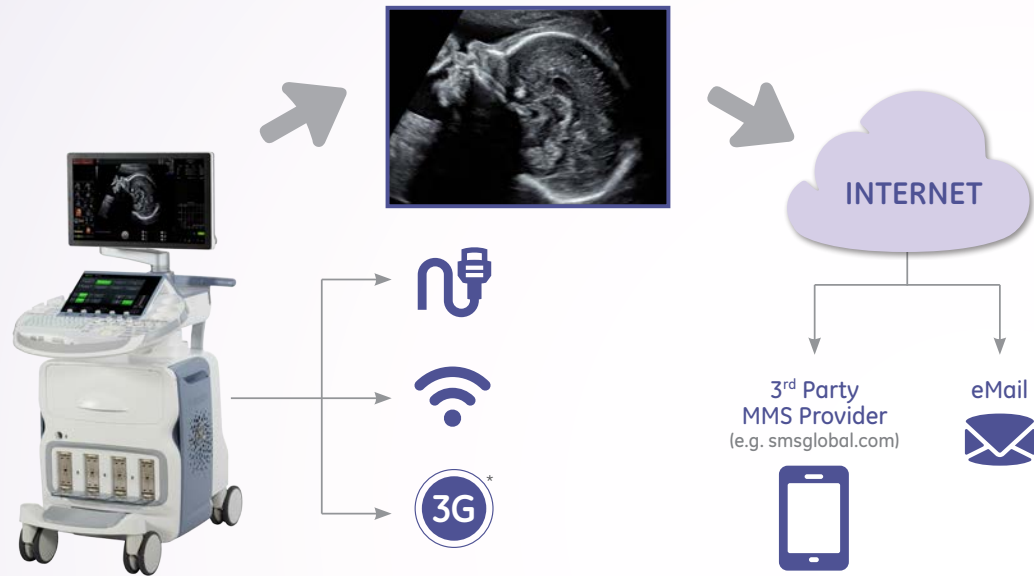 INTERNET
3rd Party
MMS Provider
(e.g. smsglobal.com)
eMail
3G*